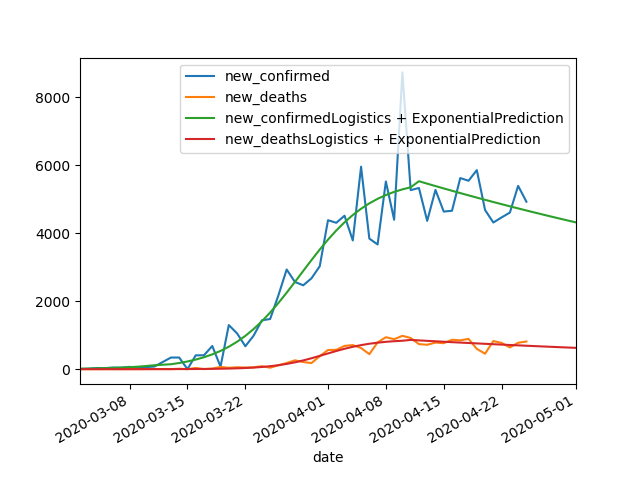 new_confirmed
new_deaths
new_confirmedLogistics + ExponentialPrediction
new_deathsLogistics + ExponentialPrediction
8000
6000
4000
2000
0
2020-03-08
2020-03-15
2020-03-22
2020-04-01
2020-04-08
2020-04-15
2020-04-22
2020-05-01
date